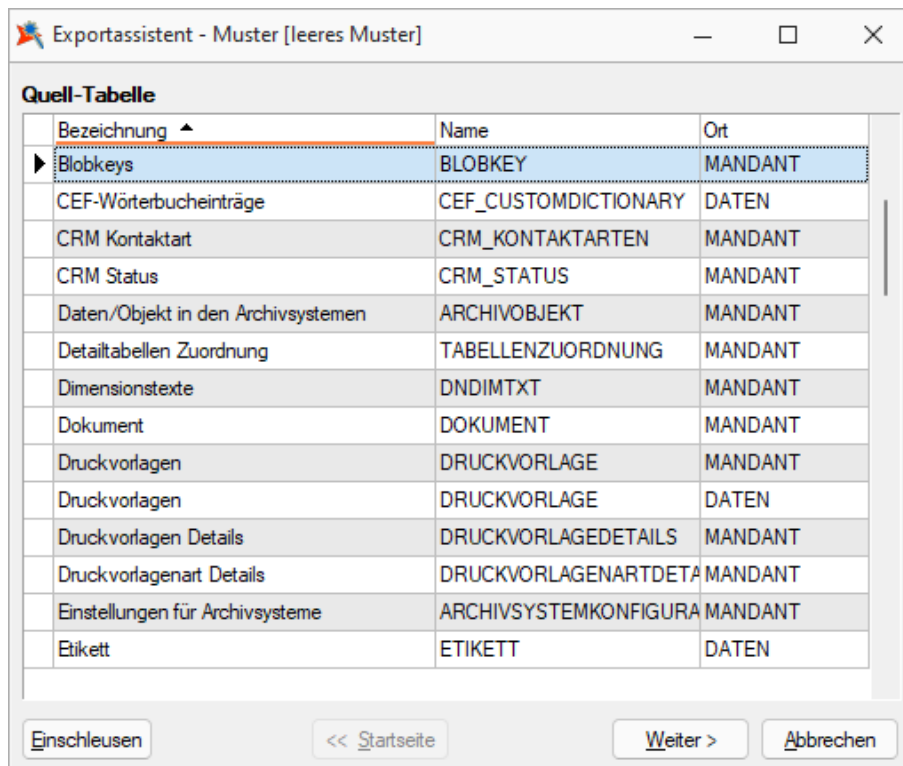 Exportassistent - Muster [leeres Muster]
Quell-Tabelle
Bezeichnung Name Ort
Blobkeys BLOBKEY MANDANT
CEF-Wörterbucheinträge CEF_CUSTOMDICTIONARY DATEN
CRM Kontaktart CRM_KONTAKTARTEN MANDANT
CRM Status CRM_STATUS MANDANT
Daten/Objekt in den Archivsystemen ARCHIVOBJEKT MANDANT
Detailtabellen Zuordnung TABELLENZUORDNUNG MANDANT
Dimensionstexte DNDIMTXT MANDANT
Dokument DOKUMENT MANDANT
Druckvorlagen DRUCKVORLAGE MANDANT
Druckvorlagen DRUCKVORLAGE DATEN
Druckvorlagen Details DRUCKVORLAGEDETAILS MANDANT
Druckvorlagenart Details DRUCKVORLAGENARTDETA MANDANT
Einstellungen für Archivsysteme ARCHIVSYSTEMKONFIGURA MANDANT
Etikett ETIKETT DATEN
Einschleusen << Startseite Weiter > Abbrechen